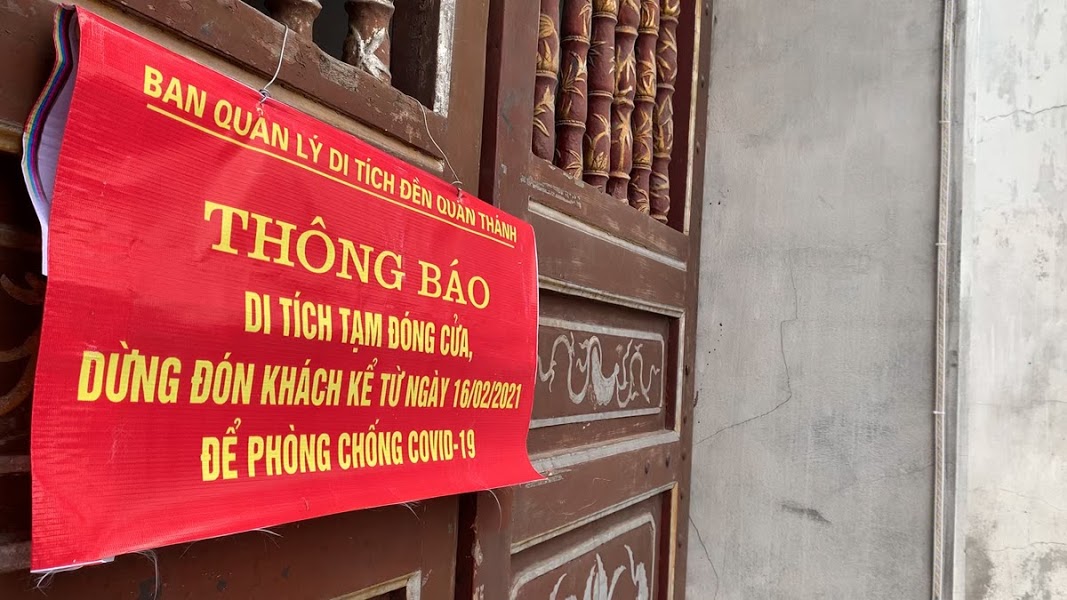 BAN QUẢN LÝ DI TÍCH ĐỀN QUÁN THÁNH
THÔNG BÁO
DI TÍCH TẠM ĐÓNG CỬA,
DỪNG ĐÓN KHÁCH KỂ TỪ NGÀY 16/02/2021
ĐỂ PHÒNG CHỐNG COVID-19